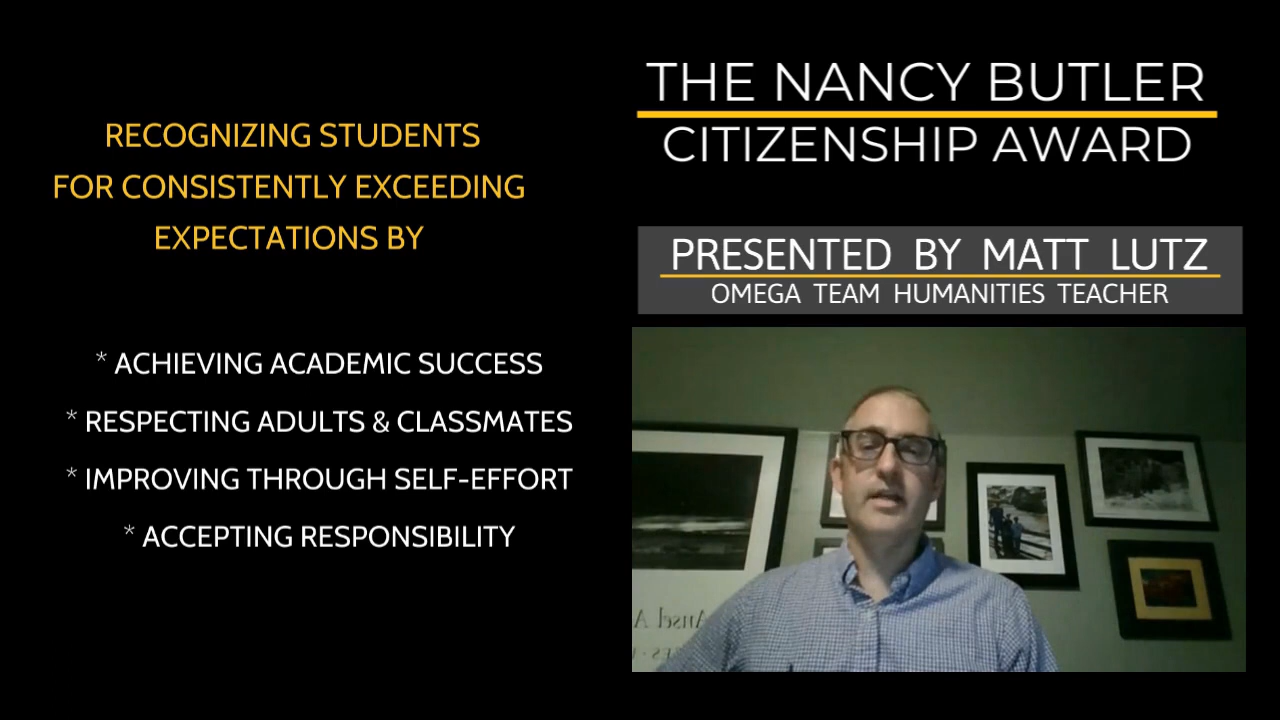 RECOGNIZING STUDENTS
FOR CONSISTENTLY EXCEEDING
EXPECTATIONS BY
* ACHIEVING ACADEMIC SUCCESS
* RESPECTING ADULTS & CLASSMATES
* IMPROVING THROUGH SELF-EFFORT
* ACCEPTING RESPONSIBILITY
THE NANCY BUTLER
CITIZENSHIP AWARD
PRESENTED BY MATT LUTZ
OMEGA TEAM HUMANITIES TEACHER
Ansel A